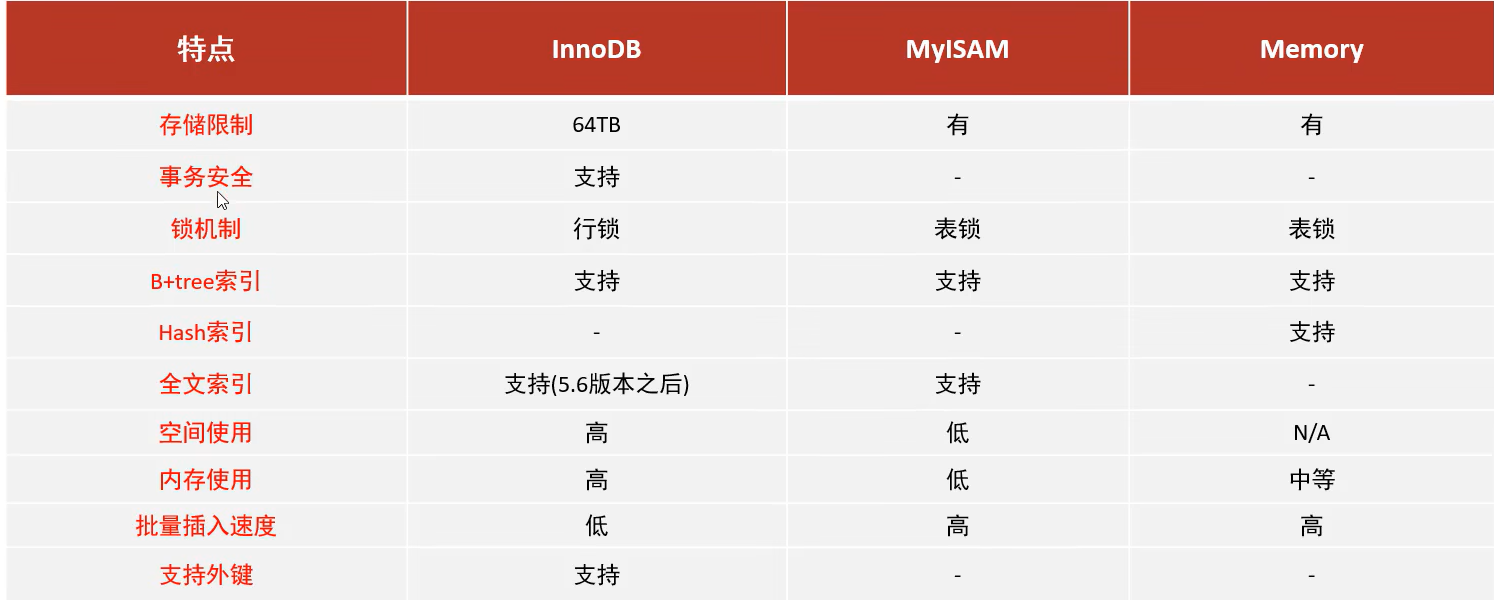 特点 InnoDB MyISAM Memory
存储限制 64TB 有 有
事务安全 支持 - -
锁机制 行锁 表锁 表锁
B+tree索引 支持 支持 支持
Hash索引 - - 支持
全文索引 支持(5.6版本之后) 支持 -
空间使用 高 低 N/A
内存使用 高 低 中等
批量插入速度 低 高 高
支持外键 支持 - -